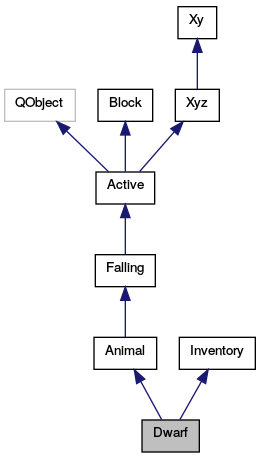 Xy
QObject
Block
Xyz
Active
Falling
Animal
Inventory
Dwarf